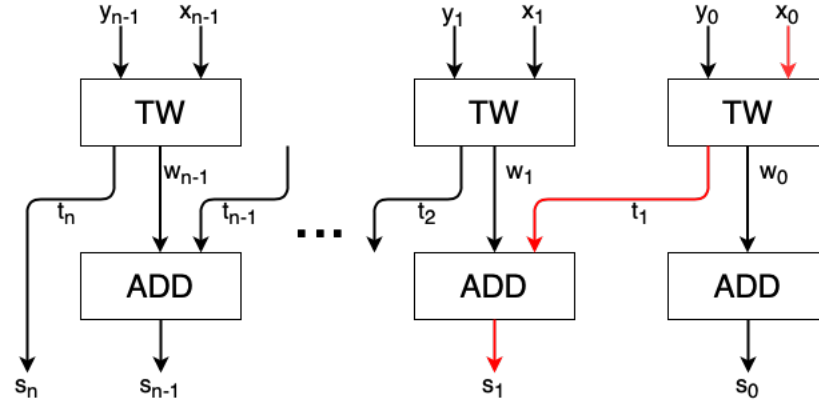 yn-1 xn-1 y1 x1 y0 x0
TW TW TW
wn-1 w1 w0
tn tn-1 ... t2 t1
ADD ADD ADD
sn sn-1 s1 s0